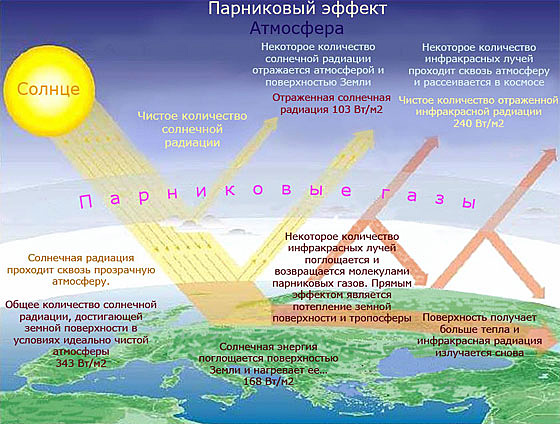 Парниковый эффект
Атмосфера
Солнце
Некоторое количество
солнечной радиации
отражается атмосферой и
поверхностью Земли
Отраженная солнечная
радиация 103 Вт/м2
Некоторое количество
инфракрасных лучей
проходит сквозь атмосферу
и рассеивается в космосе
Чистое количество отраженной
инфракрасной радиации
240 Вт/м2
Чистое количество
солнечной
радиации
Парниковые газы
Солнечная радиация
проходит сквозь прозрачную
атмосферу.
Общее количество солнечной
радиации, достигающей
земной поверхности в
условиях идеально чистой
атмосферы
343 Вт/м2
Некоторое количество
инфракрасных лучей
поглощается и
возвращается молекулами
парниковых газов. Прямым
эффектом является
потепление земной
поверхности и тропосферы
Солнечная энергия
поглощается поверхностью
Земли и нагревает ее...
168 Вт/м2
Поверхность получает
больше тепла и
инфракрасная радиация
излучается снова